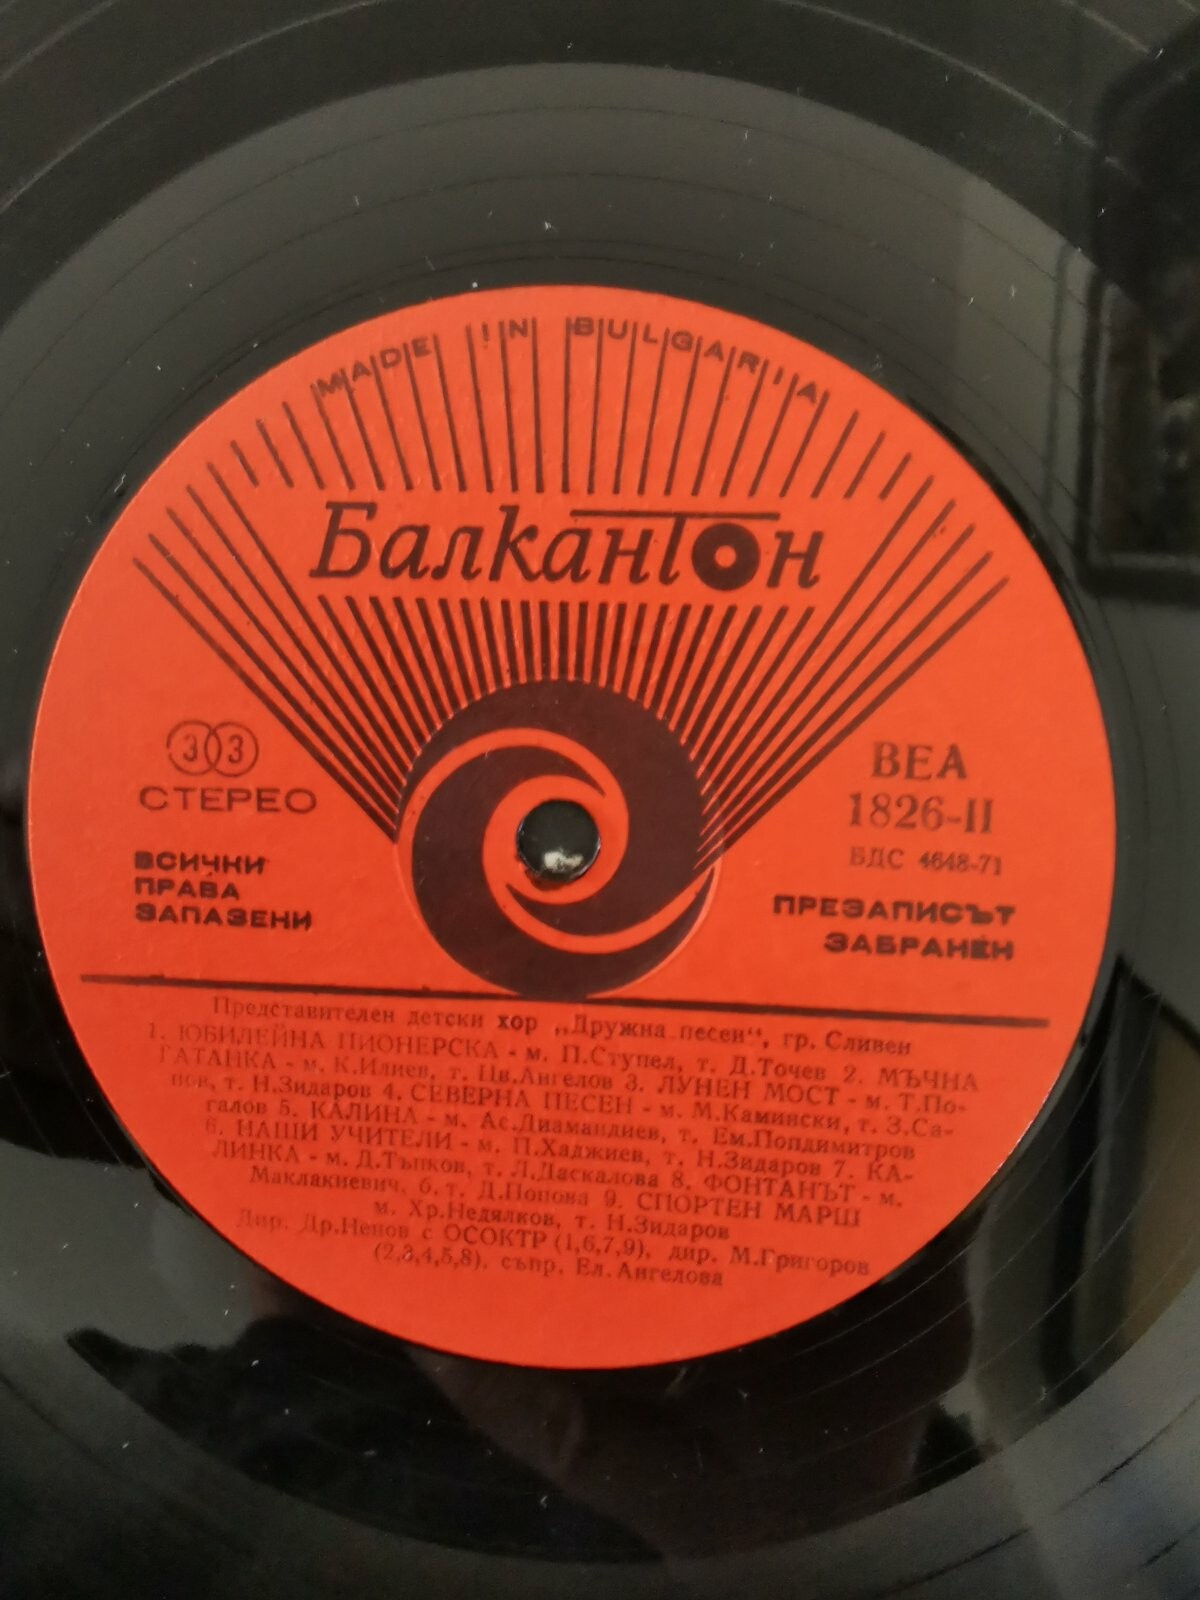 MADE IN BULGARIA
Балкантон
33
СТЕРЕО
ВСИЧКИ
ПРАВА
ЗАПАЗЕНИ
ВЕА
1826-II
БДС 4648-71
ПРЕЗАПИСЪТ
ЗАБРАНЕН
Представителен детски хор „Дружна песен“, гр. Сливен
1. ЮБИЛЕЙНА ПИОНЕРСКА - м. П.Ступел, т. Д.Точев 2. МЪЧНА
ГАТАНКА - м. К.Илиев, т. Цв.Ангелов 3. ЛУНЕН МОСТ - м. Т.По-
пов, т. Н.Зидаров 4. СЕВЕРНА ПЕСЕН - м. М.Камински, т. З.Са-
галов 5. КАЛИНА - м. Ас.Диамандиев, т. Ем.Попдимитров
6. НАШИ УЧИТЕЛИ - м. П.Хаджиев, т. Н.Зидаров 7. КА-
ЛИНКА - м. Д.Тъпков, т. Л.Даскалова 8. ФОНТАНЪТ - м.
Маклакиевич, б. т. Д.Попова 9. СПОРТЕН МАРШ
м. Хр.Недялков, т. Н.Зидаров
Дир. Др.Ненов с ОСОКТР (1,6,7,9), дир. М.Григоров
(2,3,4,5,8), съпр. Ел.Ангелова